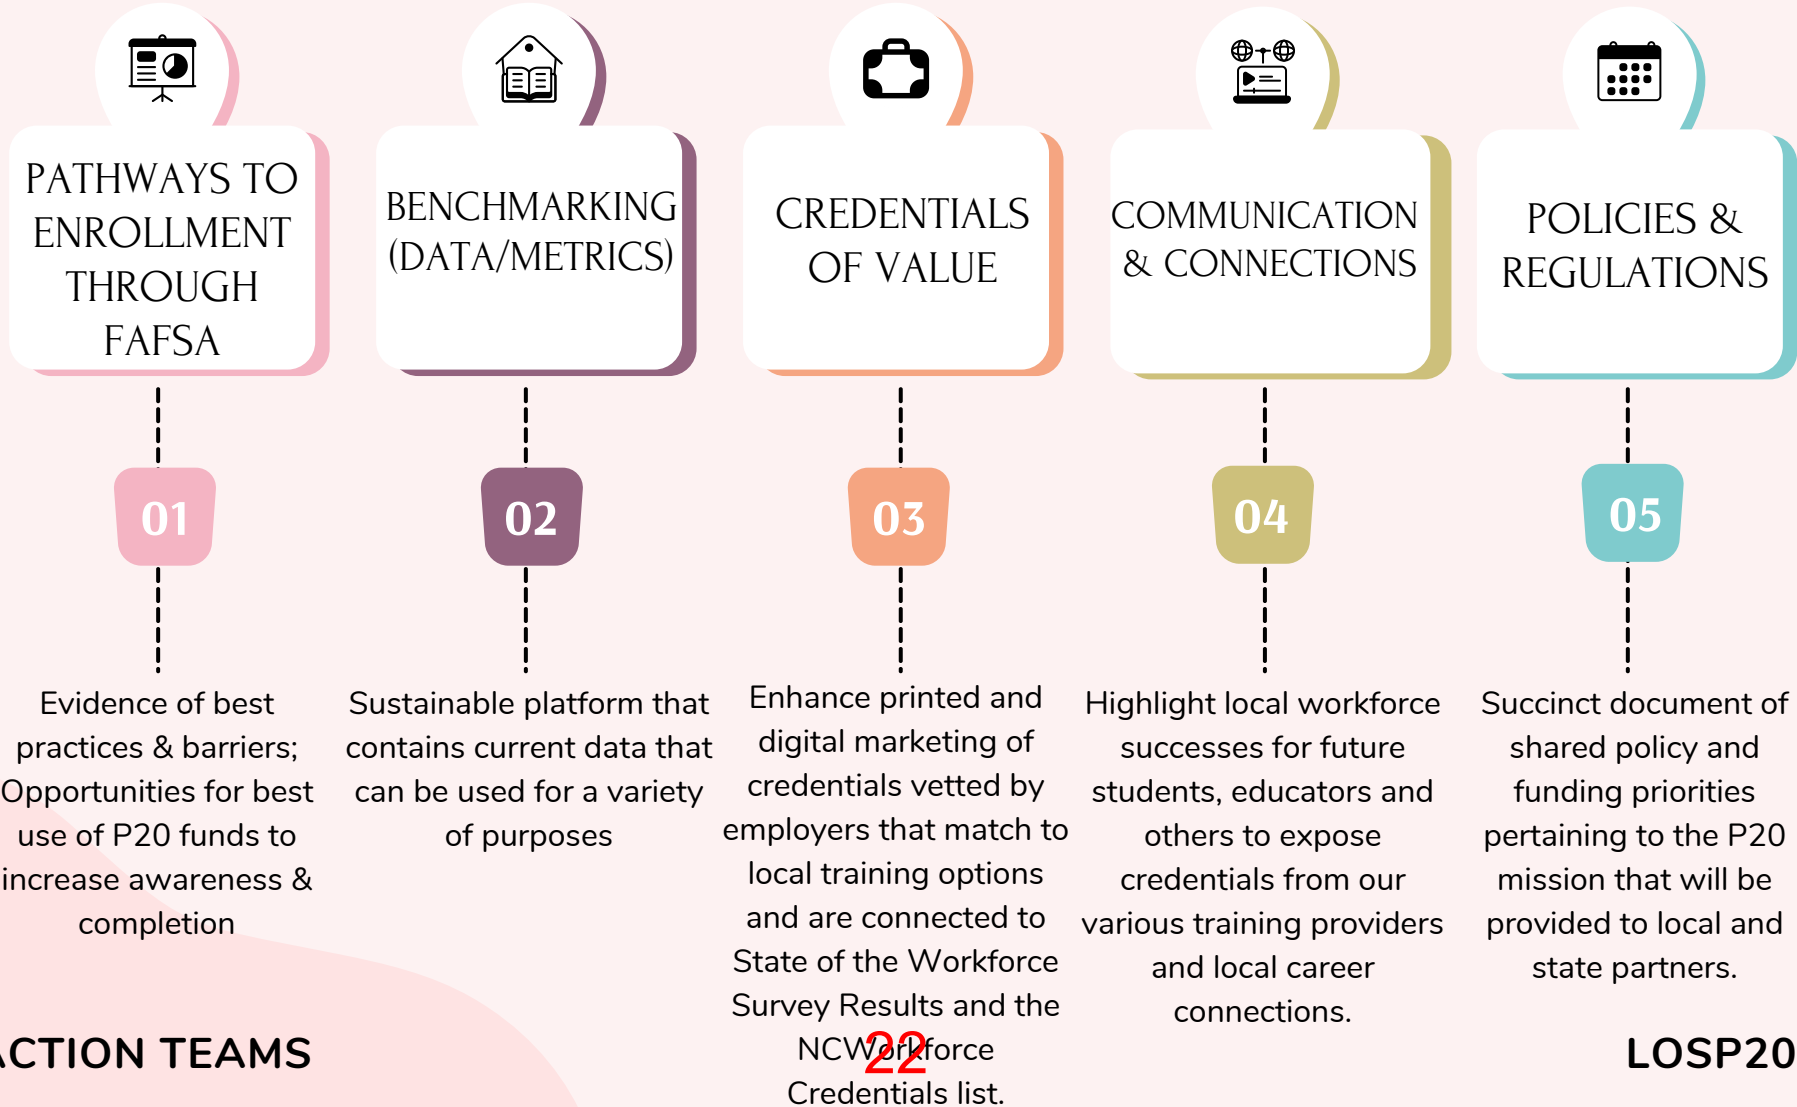 PATHWAYS TO
ENROLLMENT
THROUGH
FAFSA
BENCHMARKING
(DATA/METRICS)
CREDENTIALS
OF VALUE
COMMUNICATION
& CONNECTIONS
POLICIES &
REGULATIONS
01
02
03
04
05
Evidence of best
practices & barriers;
Opportunities for best
use of P20 funds to
increase awareness &
completion
Sustainable platform that
contains current data that
can be used for a variety
of purposes
Enhance printed and
digital marketing of
credentials vetted by
employers that match to
local training options
and are connected to
State of the Workforce
Survey Results and the
NCWorkforce
Credentials list.
Highlight local workforce
successes for future
students, educators and
others to expose
credentials from our
various training providers
and local career
connections.
Succinct document of
shared policy and
funding priorities
pertaining to the P20
mission that will be
provided to local and
state partners.
ACTION TEAMS
22
LOSP20